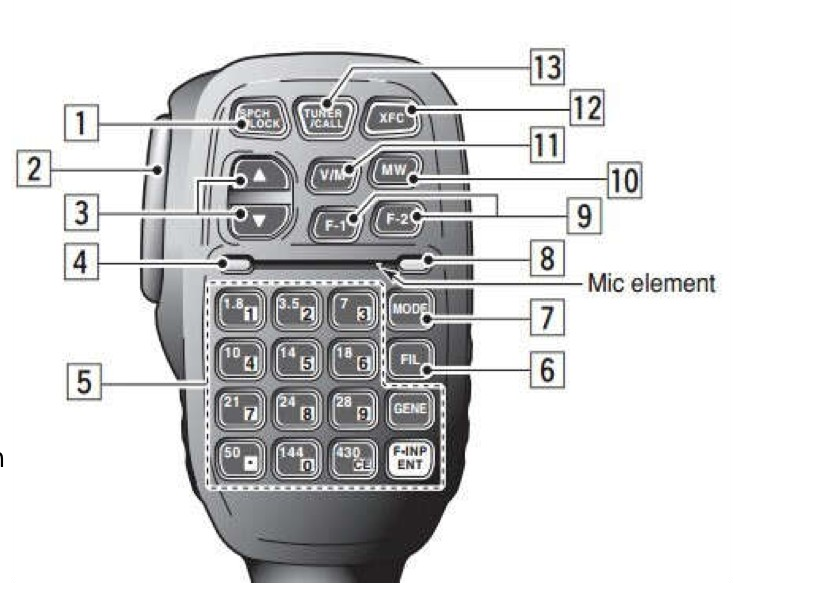 13
SPCH
LOCK
TUNER
/CALL
XFC
12
1
2
V/M
MW
11
10
3
▲
▼
F-1
F-2
9
4
8
Mic element
1.8 1
3.5 2
7 3
MODE
7
10 4
14 5
18 6
FIL
6
5
21 7
24 8
28 9
GENE
n
50 •
144 0
430 CE
F-INP
ENT